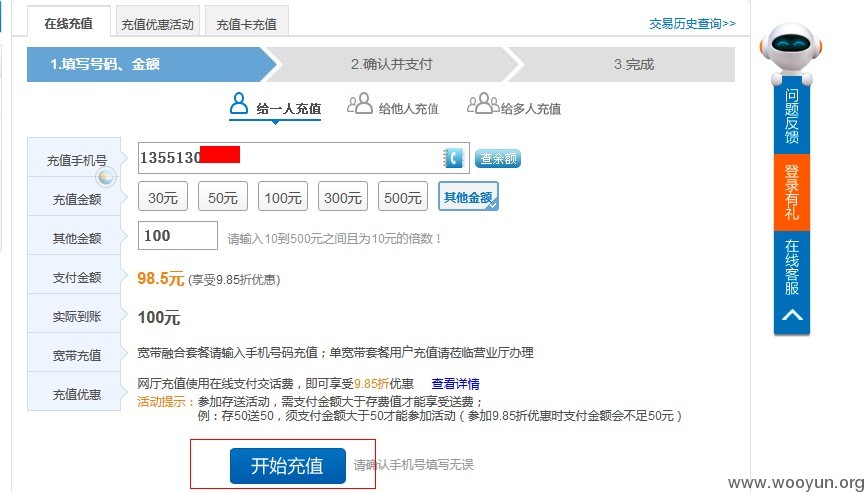 在线充值 充值优惠活动 充值卡充值 交易历史查询>>
1.填写号码、金额 2.确认并支付 3.完成
给一人充值 给他人充值 给多人充值
充值手机号 1355130 查余额
充值金额 30元 50元 100元 300元 500元 其他金额
其他金额 100 请输入10到500元之间且为10元的倍数！
支付金额 98.5元 (享受9.85折优惠)
实际到账 100元
宽带充值 宽带融合套餐请输入手机号码充值；单宽带套餐用户充值请莅临营业厅办理
充值优惠 网厅充值使用在线支付交话费，即可享受9.85折优惠 查看详情
活动提示：参加存送活动，需支付金额大于存费值才能享受送费；
例：存50送50，须支付金额大于50才能参加活动（参加9.85折优惠时支付金额会不足50元）
开始充值 请确认手机号填写无误
问题反馈
登录有礼
在线客服
www.wooyun.org